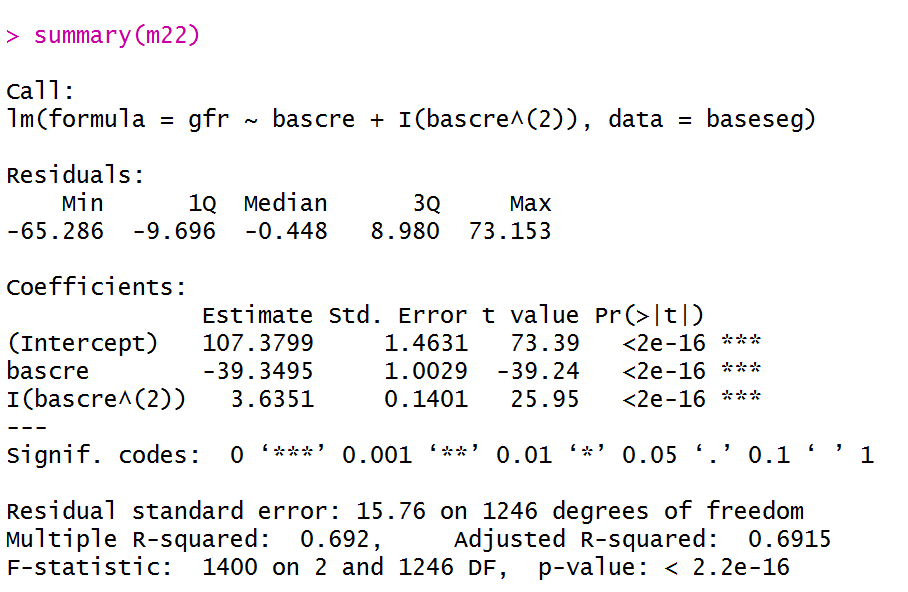 > summary(m22)
Call:
lm(formula = gfr ~ bascre + I(bascre^(2)), data = baseseg)
Residuals:
    Min      1Q  Median      3Q     Max
-65.286  -9.696  -0.448   8.980  73.153
Coefficients:
              Estimate Std. Error t value Pr(>|t|)
(Intercept)   107.3799     1.4631   73.39   <2e-16 ***
bascre        -39.3495     1.0029  -39.24   <2e-16 ***
I(bascre^(2))   3.6351     0.1401   25.95   <2e-16 ***
---
Signif. codes:  0 ‘***’ 0.001 ‘**’ 0.01 ‘*’ 0.05 ‘.’ 0.1 ‘ ’ 1
Residual standard error: 15.76 on 1246 degrees of freedom
Multiple R-squared:  0.692,     Adjusted R-squared:  0.6915
F-statistic:  1400 on 2 and 1246 DF,  p-value: < 2.2e-16